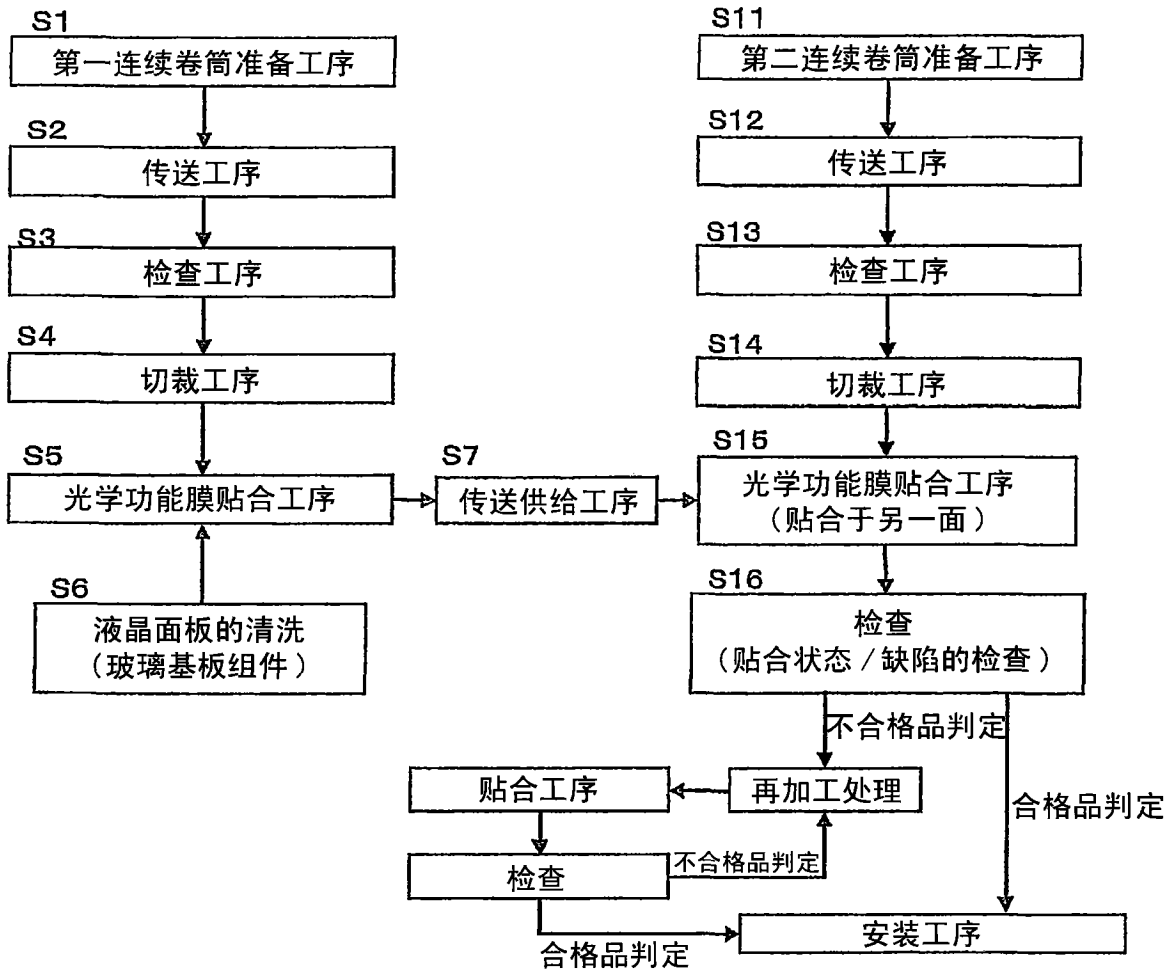 S1
第一连续卷筒准备工序
S2
传送工序
S3
检查工序
S4
切裁工序
S5
光学功能膜贴合工序
S6
液晶面板的清洗
(玻璃基板组件)
S7
传送供给工序
S11
第二连续卷筒准备工序
S12
传送工序
S13
检查工序
S14
切裁工序
S15
光学功能膜贴合工序
(贴合于另一面)
S16
检查
(贴合状态/缺陷的检查)
不合格品判定
合格品判定
再加工处理
贴合工序
检查
不合格品判定
合格品判定
安装工序